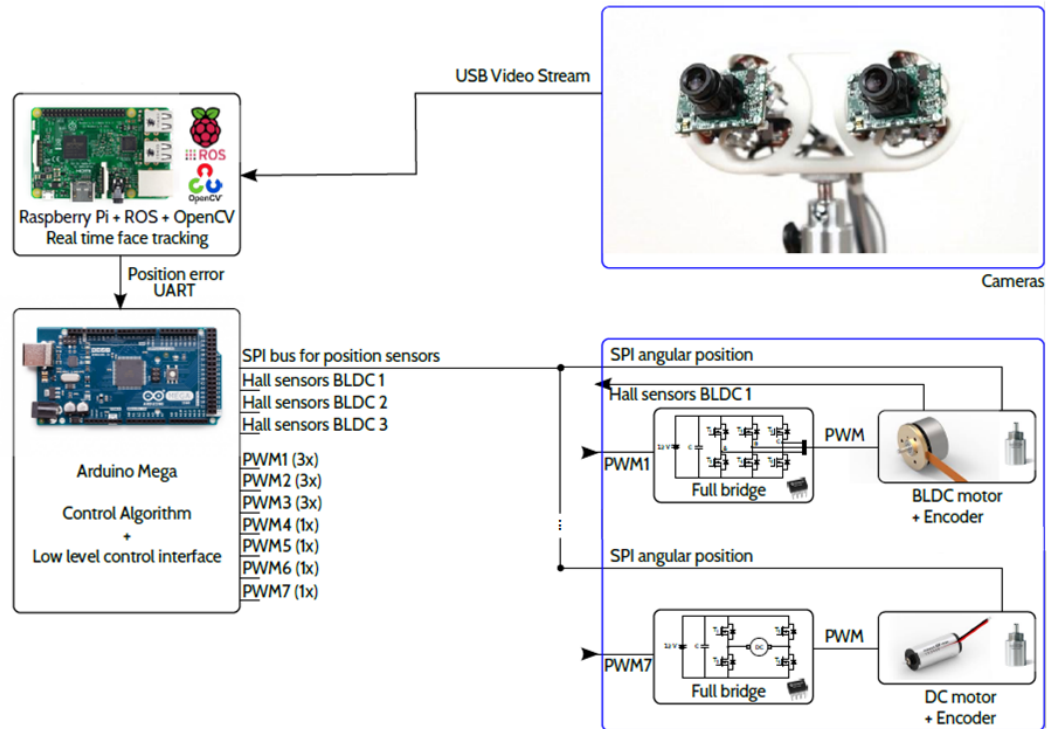 USB Video Stream
ROS
OpenCV
Raspberry Pi + ROS + OpenCV
Real time face tracking
Cameras
Position error
UART
SPI bus for position sensors
Hall sensors BLDC 1
Hall sensors BLDC 2
Hall sensors BLDC 3
PWM1 (3x)
PWM2 (3x)
PWM3 (3x)
PWM4 (1x)
PWM5 (1x)
PWM6 (1x)
PWM7 (1x)
Arduino Mega
Control Algorithm
+
Low level control interface
SPI angular position
Hall sensors BLDC 1
PWM1
Full bridge
PWM
BLDC motor
+ Encoder
SPI angular position
PWM7
DC
Full bridge
PWM
DC motor
+ Encoder